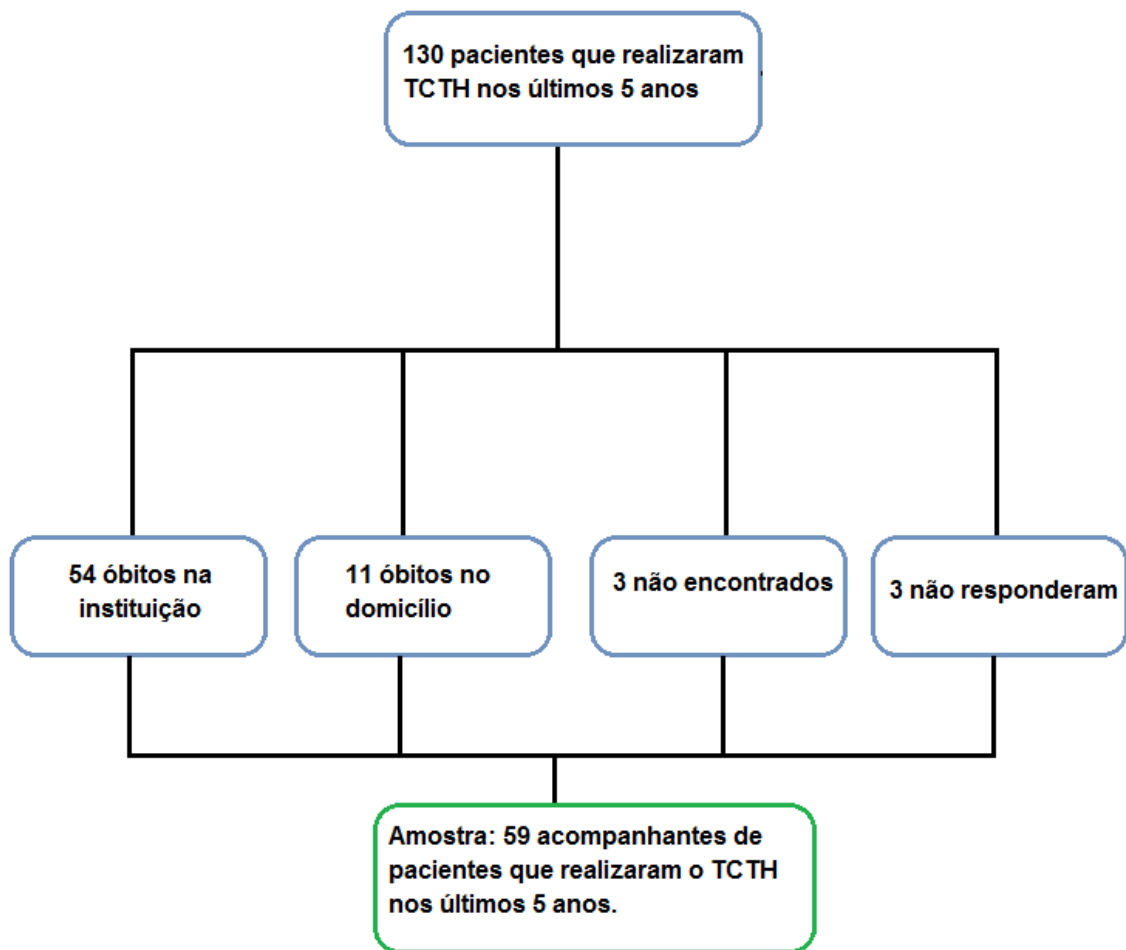 130 pacientes que realizaram
TCTH nos últimos 5 anos
54 óbitos na
instituição
11 óbitos no
domicílio
3 não encontrados
3 não responderam
Amostra: 59 acompanhantes de
pacientes que realizaram o TCTH
nos últimos 5 anos.